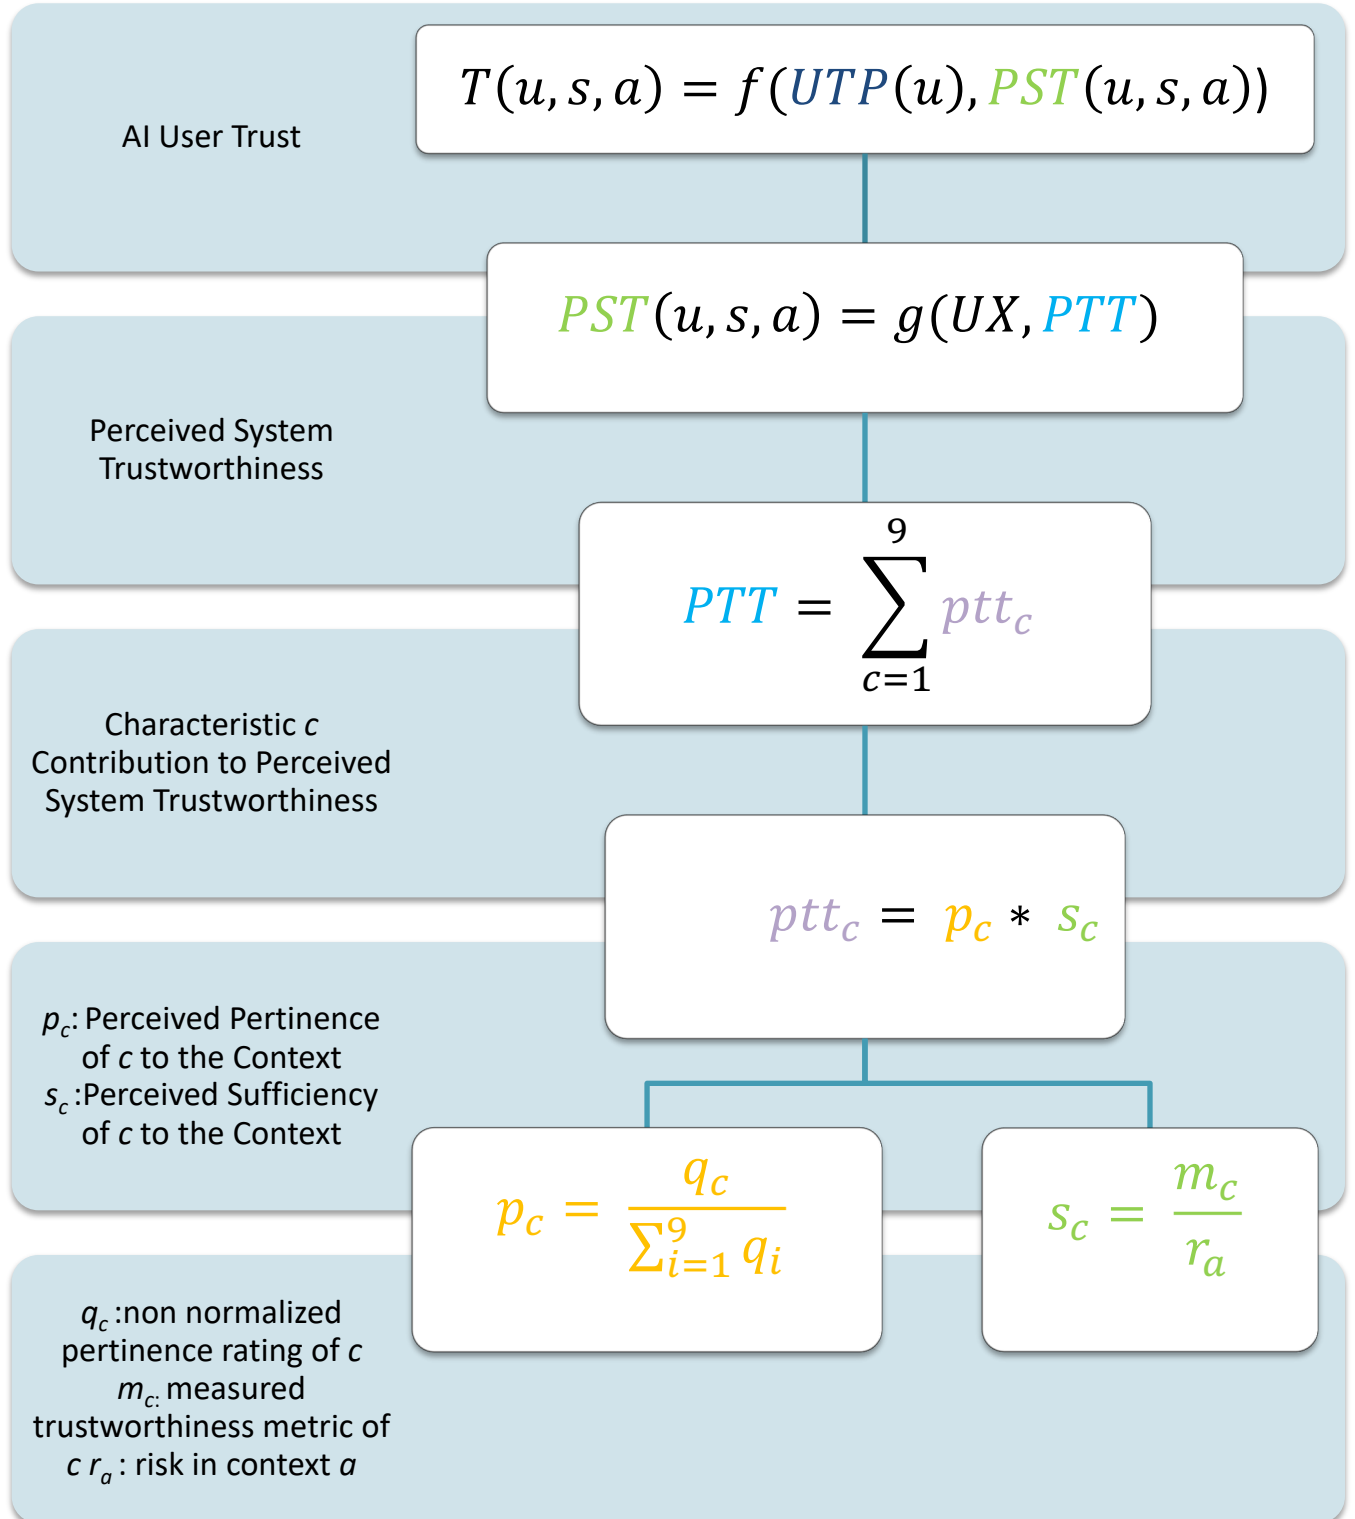 AI User Trust
T(u, s, a) = f(UTP(u), PST(u, s, a))
PST(u, s, a) = g(UX, PTT)
Perceived System
Trustworthiness
PTT = ∑_{c=1}^{9} ptt_c
Characteristic c
Contribution to Perceived
System Trustworthiness
ptt_c = p_c * s_c
p_c: Perceived Pertinence
of c to the Context
s_c :Perceived Sufficiency
of c to the Context
p_c = q_c / ∑_{i=1}^{9} q_i
s_c = m_c / r_a
q_c :non normalized
pertinence rating of c
m_c: measured
trustworthiness metric of
c r_a : risk in context a